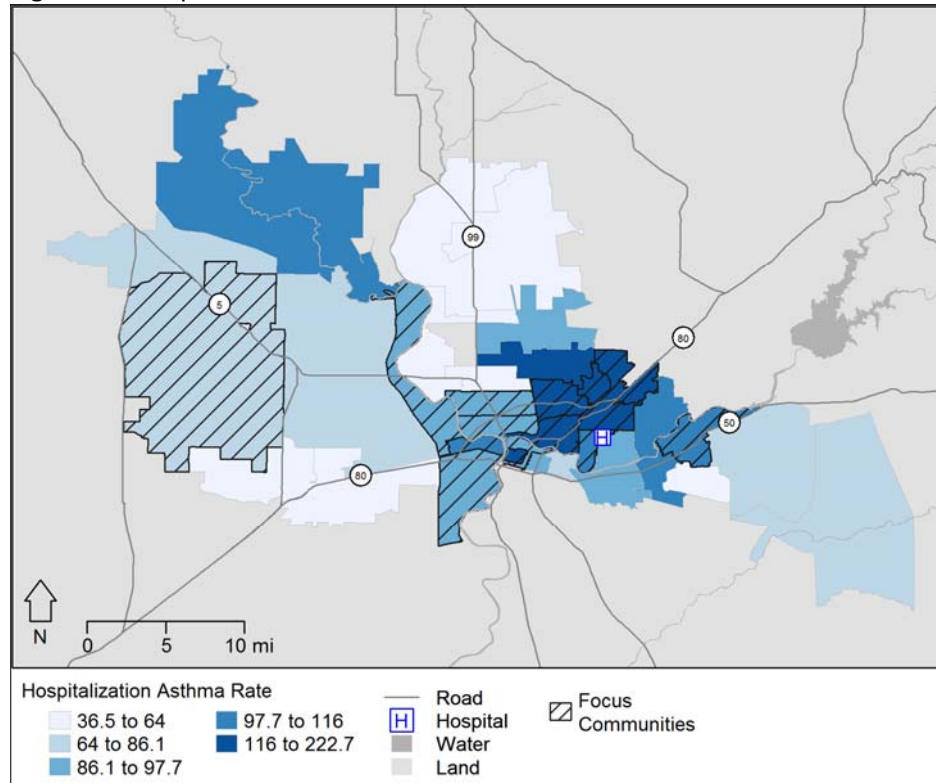 99
5
80
50
H
80
N
0 5 10 mi
Hospitalization Asthma Rate
36.5 to 64
64 to 86.1
86.1 to 97.7
97.7 to 116
116 to 222.7
Road
H Hospital
Water
Land
Focus
Communities